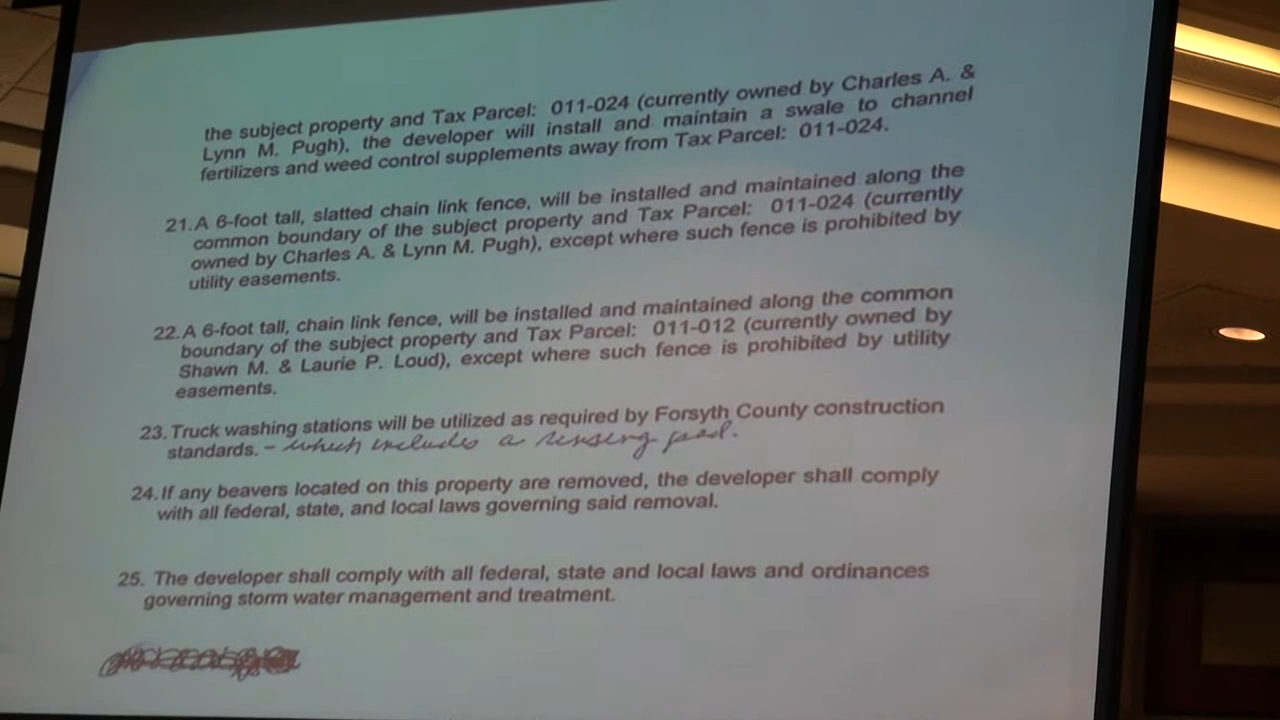 the subject property and Tax Parcel: 011-024 (currently owned by Charles A. &
Lynn M. Pugh), the developer will install and maintain a swale to channel
fertilizers and weed control supplements away from Tax Parcel: 011-024.
21. A 6-foot tall, slatted chain link fence, will be installed and maintained along the
common boundary of the subject property and Tax Parcel: 011-024 (currently
owned by Charles A. & Lynn M. Pugh), except where such fence is prohibited by
utility easements.
22. A 6-foot tall, chain link fence, will be installed and maintained along the common
boundary of the subject property and Tax Parcel: 011-012 (currently owned by
Shawn M. & Laurie P. Loud), except where such fence is prohibited by utility
easements.
23. Truck washing stations will be utilized as required by Forsyth County construction
standards. – which includes a rinsing pad.
24. If any beavers located on this property are removed, the developer shall comply
with all federal, state, and local laws governing said removal.
25. The developer shall comply with all federal, state and local laws and ordinances
governing storm water management and treatment.